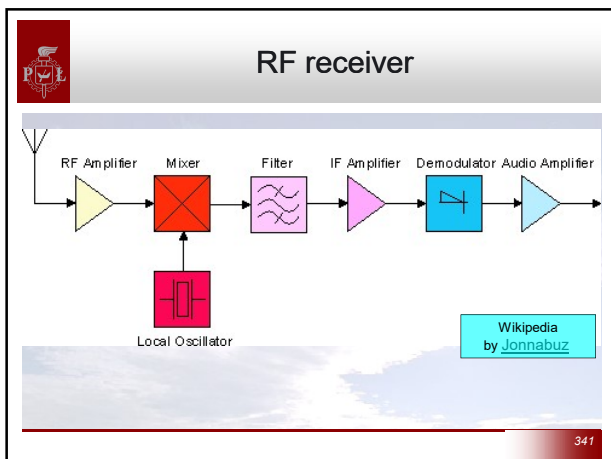 P Ł
RF receiver
RF Amplifier Mixer Filter IF Amplifier Demodulator Audio Amplifier
Local Oscillator
Wikipedia
by Jonnabuz
341